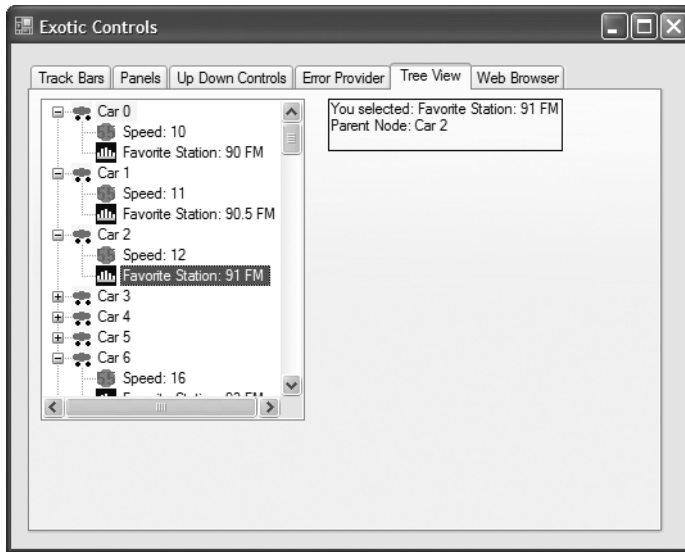 Exotic Controls
Track Bars Panels Up Down Controls Error Provider Tree View Web Browser
Car 0
Speed: 10
Favorite Station: 90 FM
Car 1
Speed: 11
Favorite Station: 90.5 FM
Car 2
Speed: 12
Favorite Station: 91 FM
Car 3
Car 4
Car 5
Car 6
Speed: 16
You selected: Favorite Station: 91 FM
Parent Node: Car 2